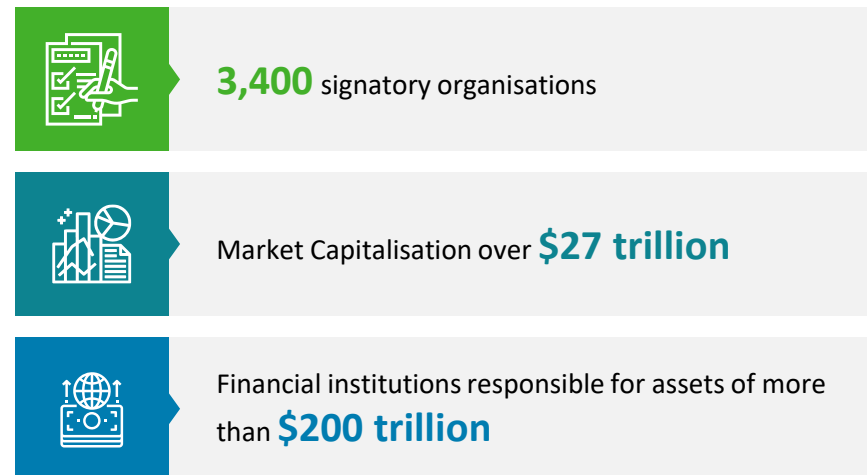 3,400 signatory organisations
Market Capitalisation over $27 trillion
Financial institutions responsible for assets of more
than $200 trillion